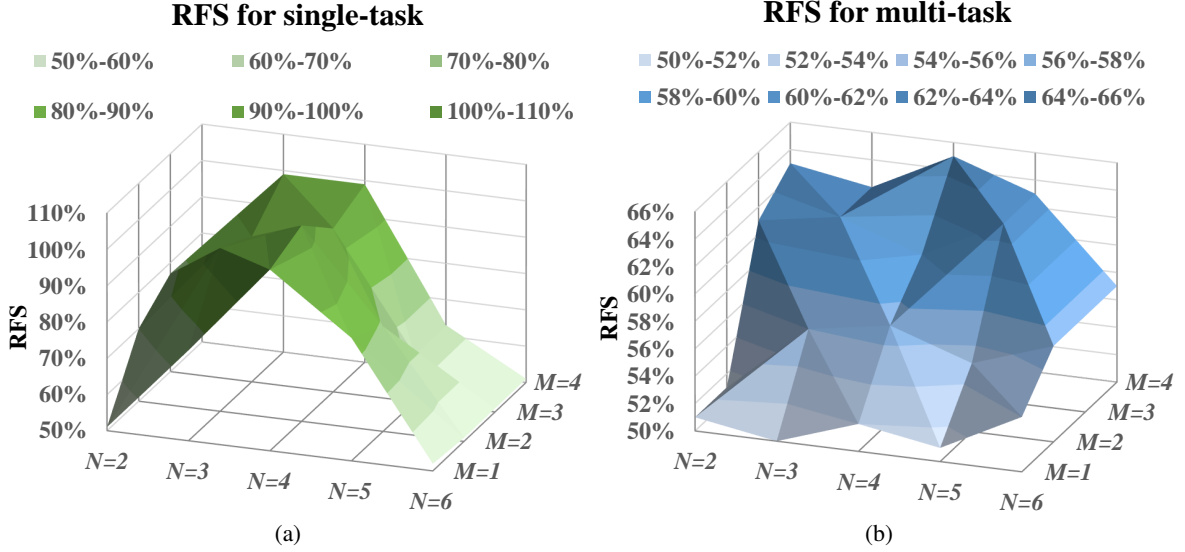 RFS for single-task
50%-60% 60%-70% 70%-80%
80%-90% 90%-100% 100%-110%
110%
100%
90%
80%
70%
60%
50%
RFS
N=2
N=3
N=4
N=5
N=6
M=1
M=2
M=3
M=4
(a)
RFS for multi-task
50%-52% 52%-54% 54%-56% 56%-58%
58%-60% 60%-62% 62%-64% 64%-66%
66%
64%
62%
60%
58%
56%
54%
52%
50%
RFS
N=2
N=3
N=4
N=5
N=6
M=1
M=2
M=3
M=4
(b)